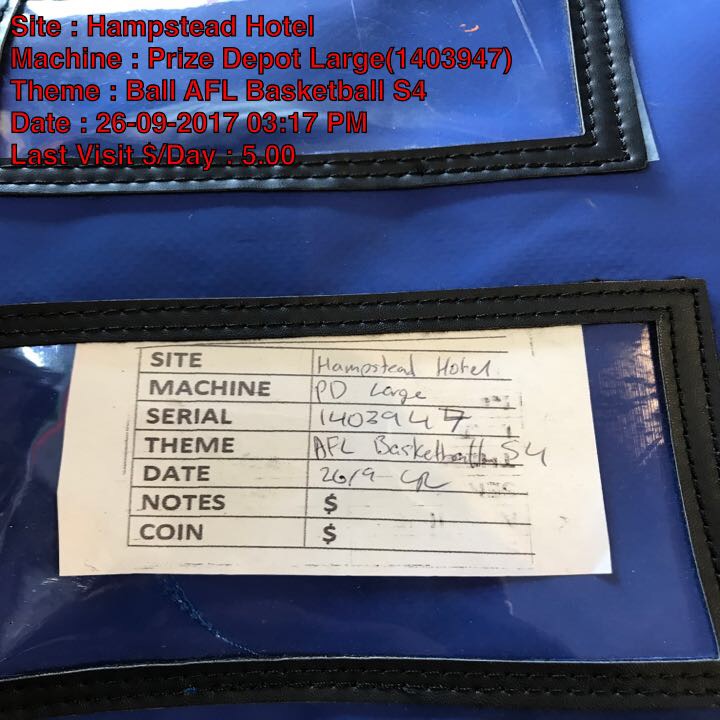 Site : Hampstead Hotel
Machine : Prize Depot Large(1403947)
Theme : Ball AFL Basketball S4
Date : 26-09-2017 03:17 PM
Last Visit $/Day : 5.00
SITE Hampstead Hotel
MACHINE PD Large
SERIAL 1403947
THEME AFL Basketball S4
DATE 26/9
NOTES $
COIN $